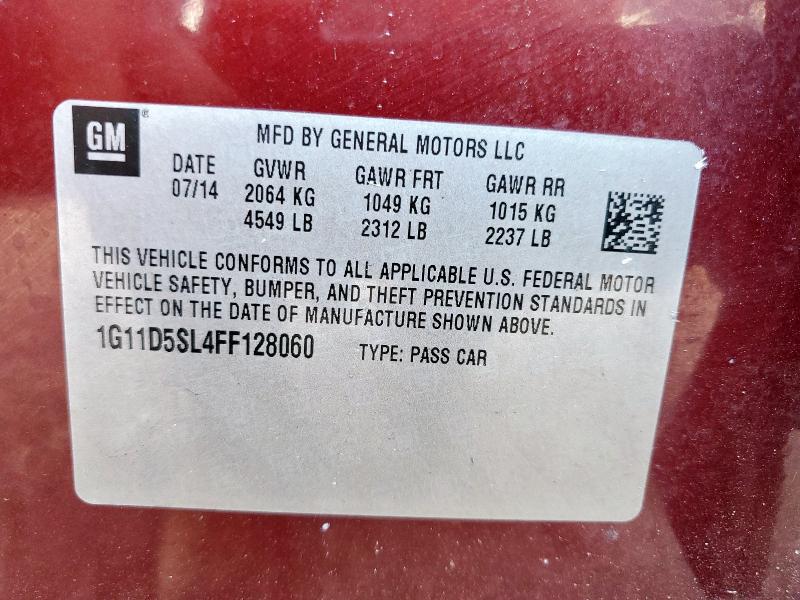 GM ®
MFD BY GENERAL MOTORS LLC
DATE GVWR GAWR FRT GAWR RR
07/14 2064 KG 1049 KG 1015 KG
4549 LB 2312 LB 2237 LB
THIS VEHICLE CONFORMS TO ALL APPLICABLE U.S. FEDERAL MOTOR
VEHICLE SAFETY, BUMPER, AND THEFT PREVENTION STANDARDS IN
EFFECT ON THE DATE OF MANUFACTURE SHOWN ABOVE.
1G11D5SL4FF128060 TYPE: PASS CAR